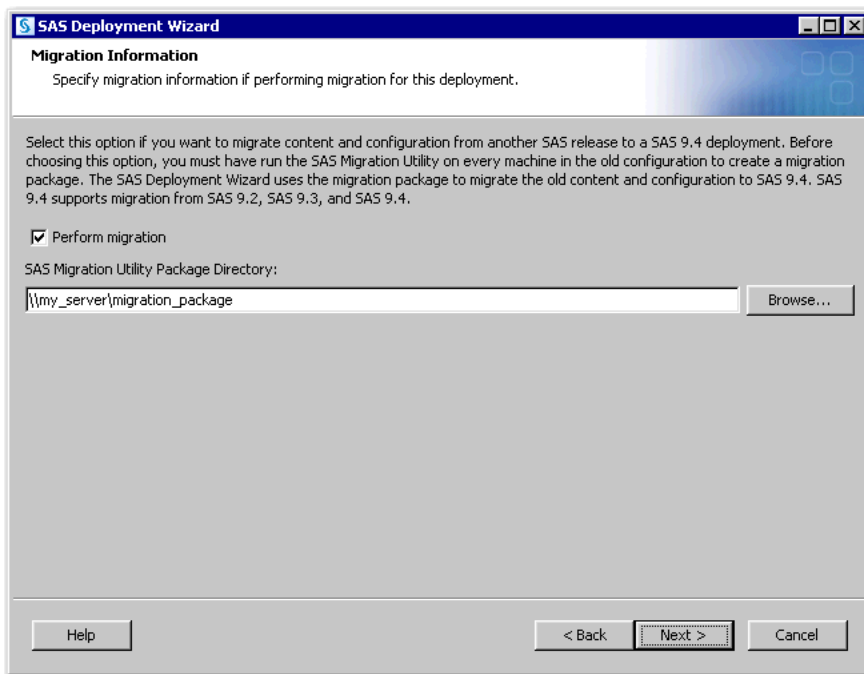 SAS Deployment Wizard
Migration Information
Specify migration information if performing migration for this deployment.
Select this option if you want to migrate content and configuration from another SAS release to a SAS 9.4 deployment. Before
choosing this option, you must have run the SAS Migration Utility on every machine in the old configuration to create a migration
package. The SAS Deployment Wizard uses the migration package to migrate the old content and configuration to SAS 9.4. SAS
9.4 supports migration from SAS 9.2, SAS 9.3, and SAS 9.4.
Perform migration
SAS Migration Utility Package Directory:
\\my_server\migration_package
Browse...
Help
< Back
Next >
Cancel